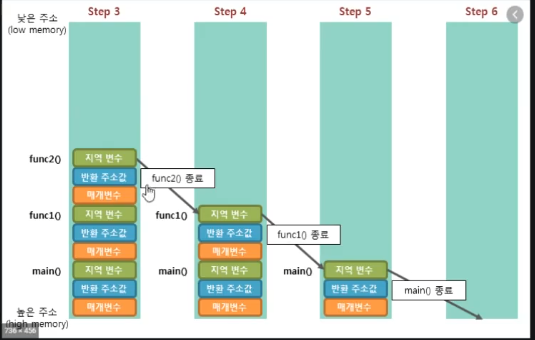 Step 3
Step 4
Step 5
Step 6
낮은 주소
(low memory)
func2()
지역 변수
반환 주소값
매개변수
func2() 종료
func1()
지역 변수
반환 주소값
매개변수
func1()
지역 변수
반환 주소값
매개변수
func1() 종료
main()
지역 변수
반환 주소값
매개변수
main()
지역 변수
반환 주소값
매개변수
main()
지역 변수
반환 주소값
매개변수
main() 종료
높은 주소
(high memory)
736 × 456